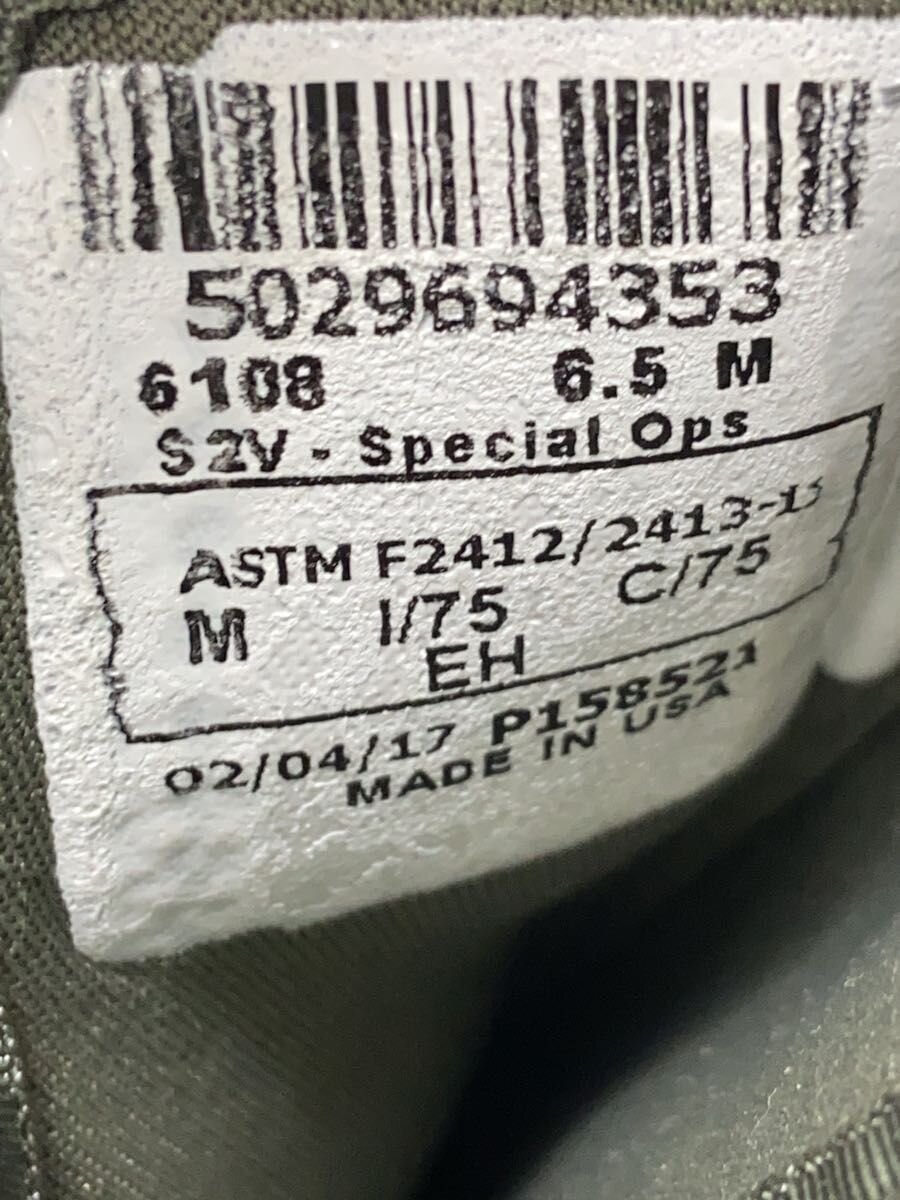 5029694353
6108 6.5 M
S2V - Special Ops
ASTM F2412/2413-11
M I/75 C/75
EH
02/04/17 P158521
MADE IN USA